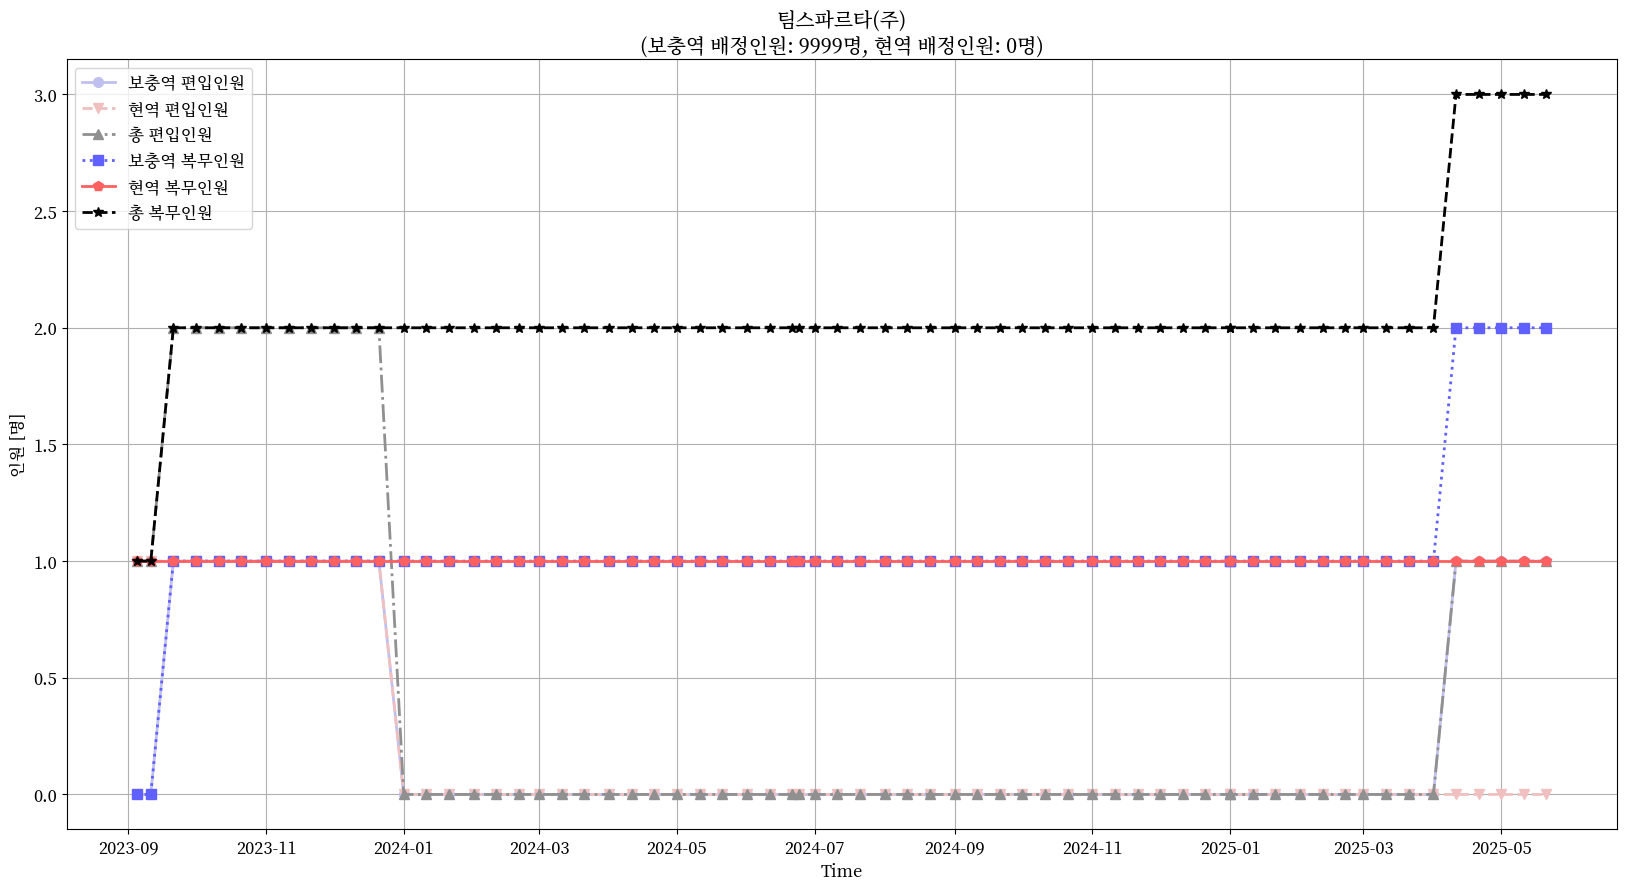 팀스파르타(주)
(보충역 배정인원: 9999명, 현역 배정인원: 0명)
보충역 편입인원
현역 편입인원
총 편입인원
보충역 복무인원
현역 복무인원
총 복무인원
3.0
2.5
2.0
1.5
1.0
0.5
0.0
인원 [명]
2023-09
2023-11
2024-01
2024-03
2024-05
2024-07
2024-09
2024-11
2025-01
2025-03
2025-05
Time